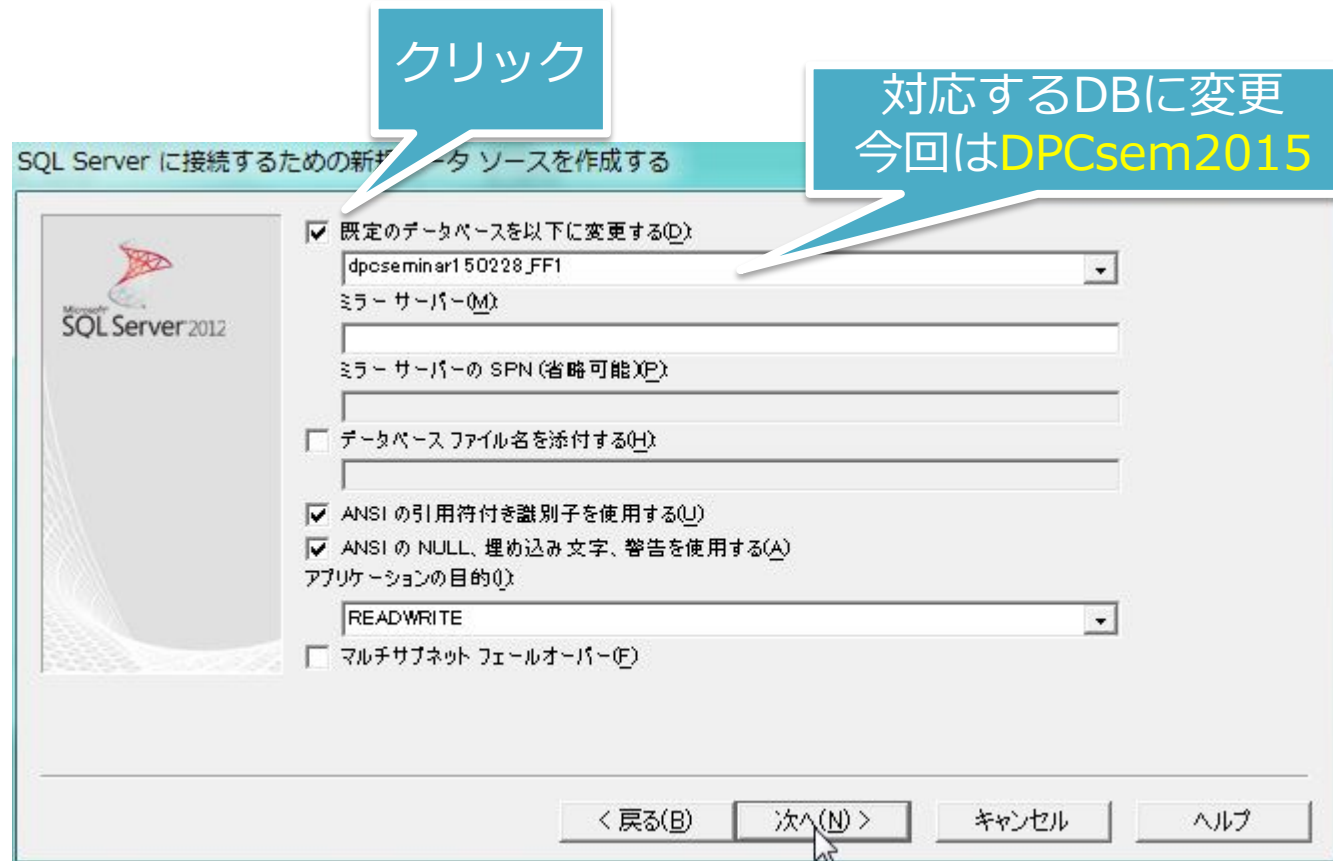 クリック
対応するDBに変更
今回はDPCsem2015
SQL Server に接続するための新規データ ソースを作成する
Microsoft
SQL Server 2012
既定のデータベースを以下に変更する(D):
dpcseminar150228_FF1
ミラー サーバー(M):
ミラー サーバーの SPN (省略可能)(P):
データベース ファイル名を添付する(H):
ANSI の引用符付き識別子を使用する(U)
ANSI の NULL、埋め込み文字、警告を使用する(A)
アプリケーションの目的(I):
READWRITE
マルチサブネット フェールオーバー(F)
< 戻る(B)
次へ(N) >
キャンセル
ヘルプ